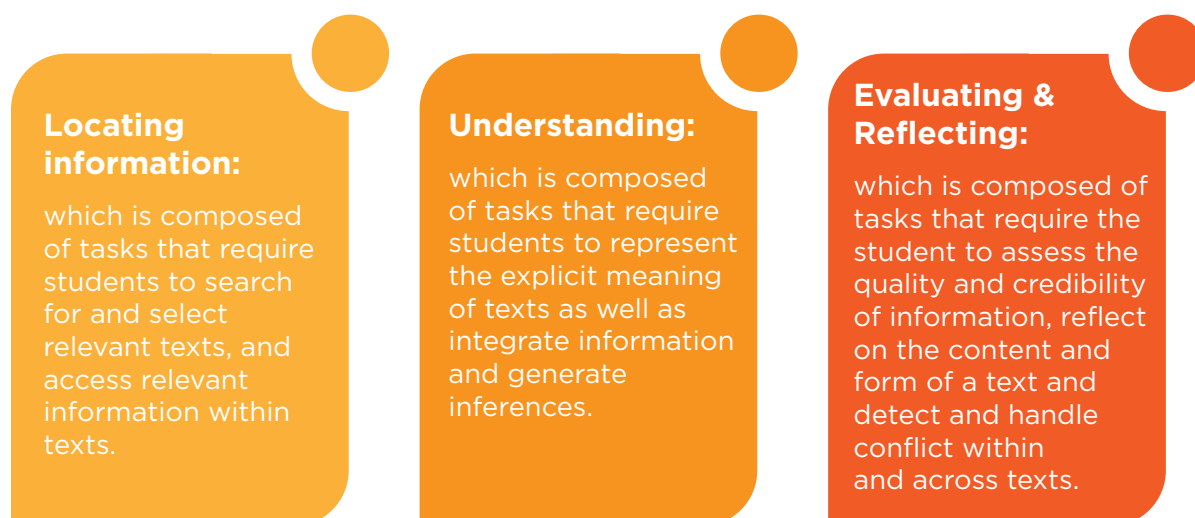 Locating
information:
which is composed
of tasks that require
students to search
for and select
relevant texts, and
access relevant
information within
texts.
Understanding:
which is composed
of tasks that require
students to represent
the explicit meaning
of texts as well as
integrate information
and generate
inferences.
Evaluating &
Reflecting:
which is composed of
tasks that require the
student to assess the
quality and credibility
of information, reflect
on the content and
form of a text and
detect and handle
conflict within
and across texts.